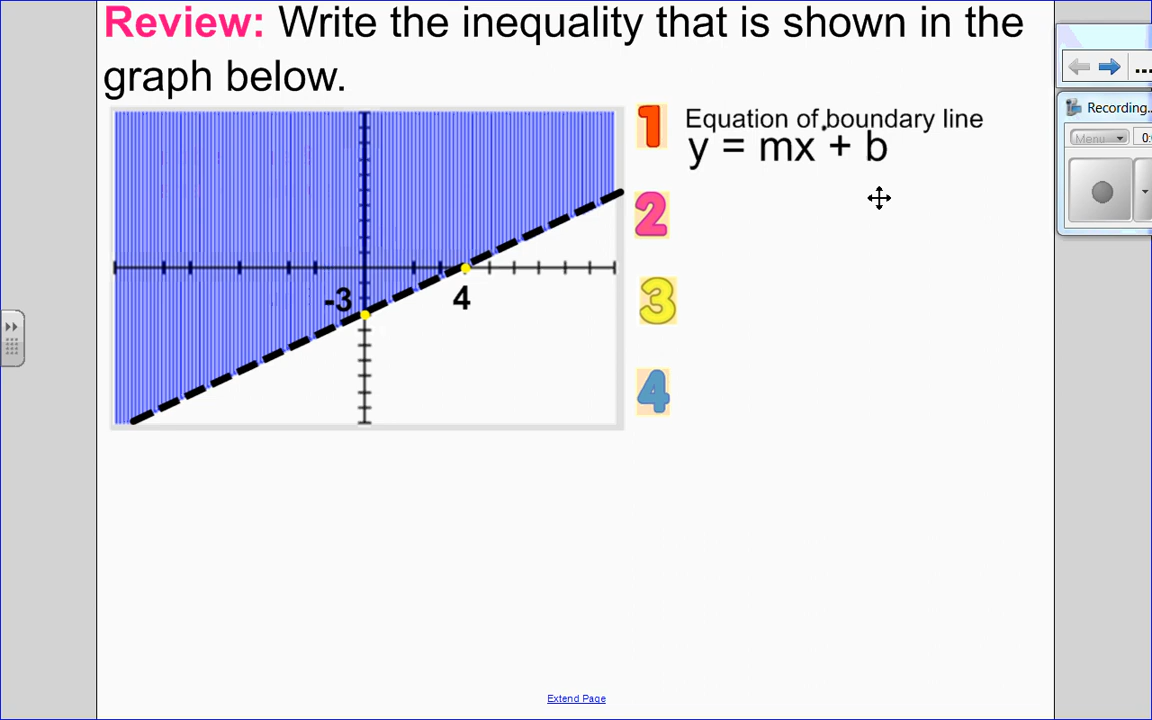 Review: Write the inequality that is shown in the
graph below.
1 Equation of boundary line
y = mx + b
2
-3
4
3
4
Extend Page
Recording...
Menu
0: